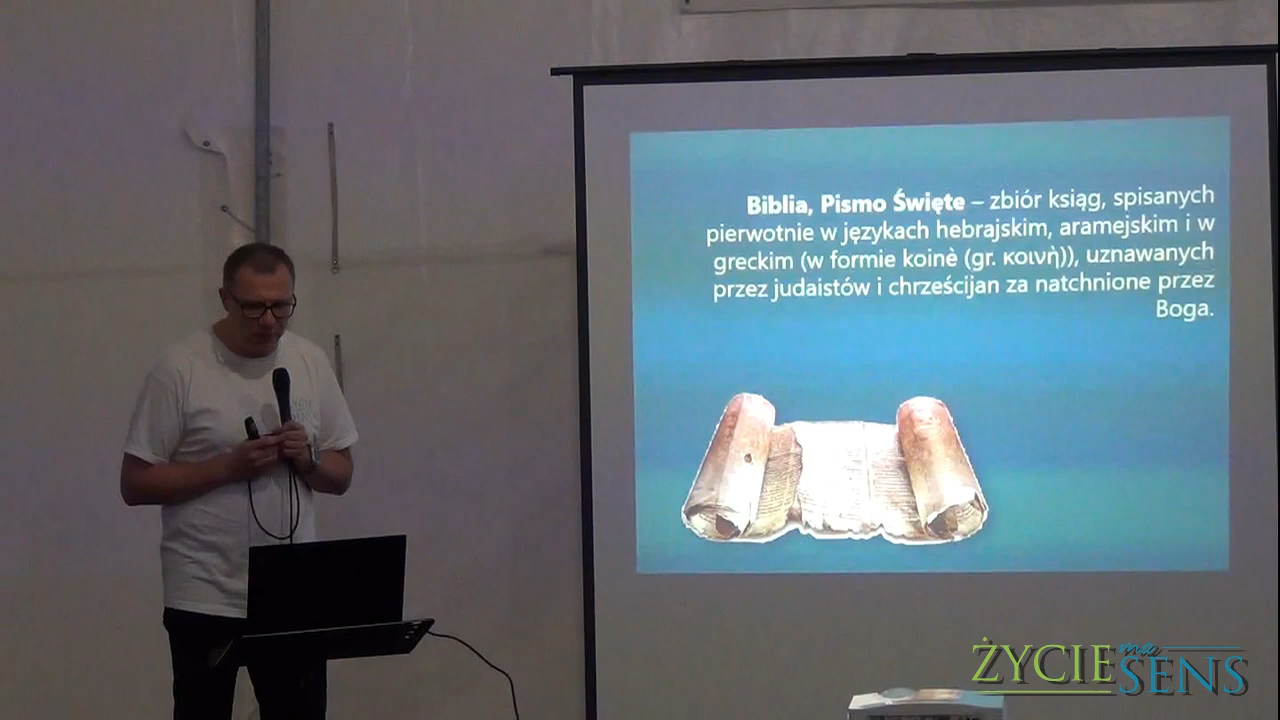 Biblia, Pismo Święte – zbiór ksiąg, spisanych
pierwotnie w językach hebrajskim, aramejskim i w
greckim (w formie koinè (gr. κοινὴ)), uznawanych
przez judaistów i chrześcijan za natchnione przez
Boga.
ŻYCIE ma SENS